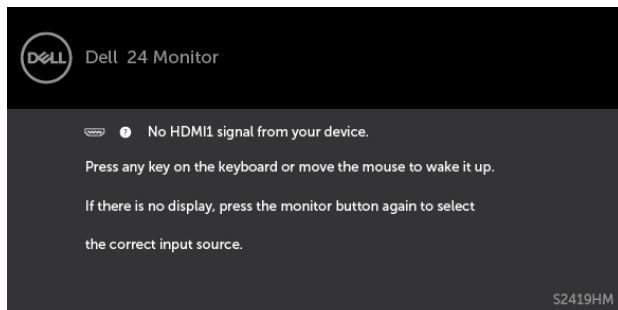 DELL
Dell 24 Monitor
? No HDMI1 signal from your device.
Press any key on the keyboard or move the mouse to wake it up.
If there is no display, press the monitor button again to select
the correct input source.
S2419HM